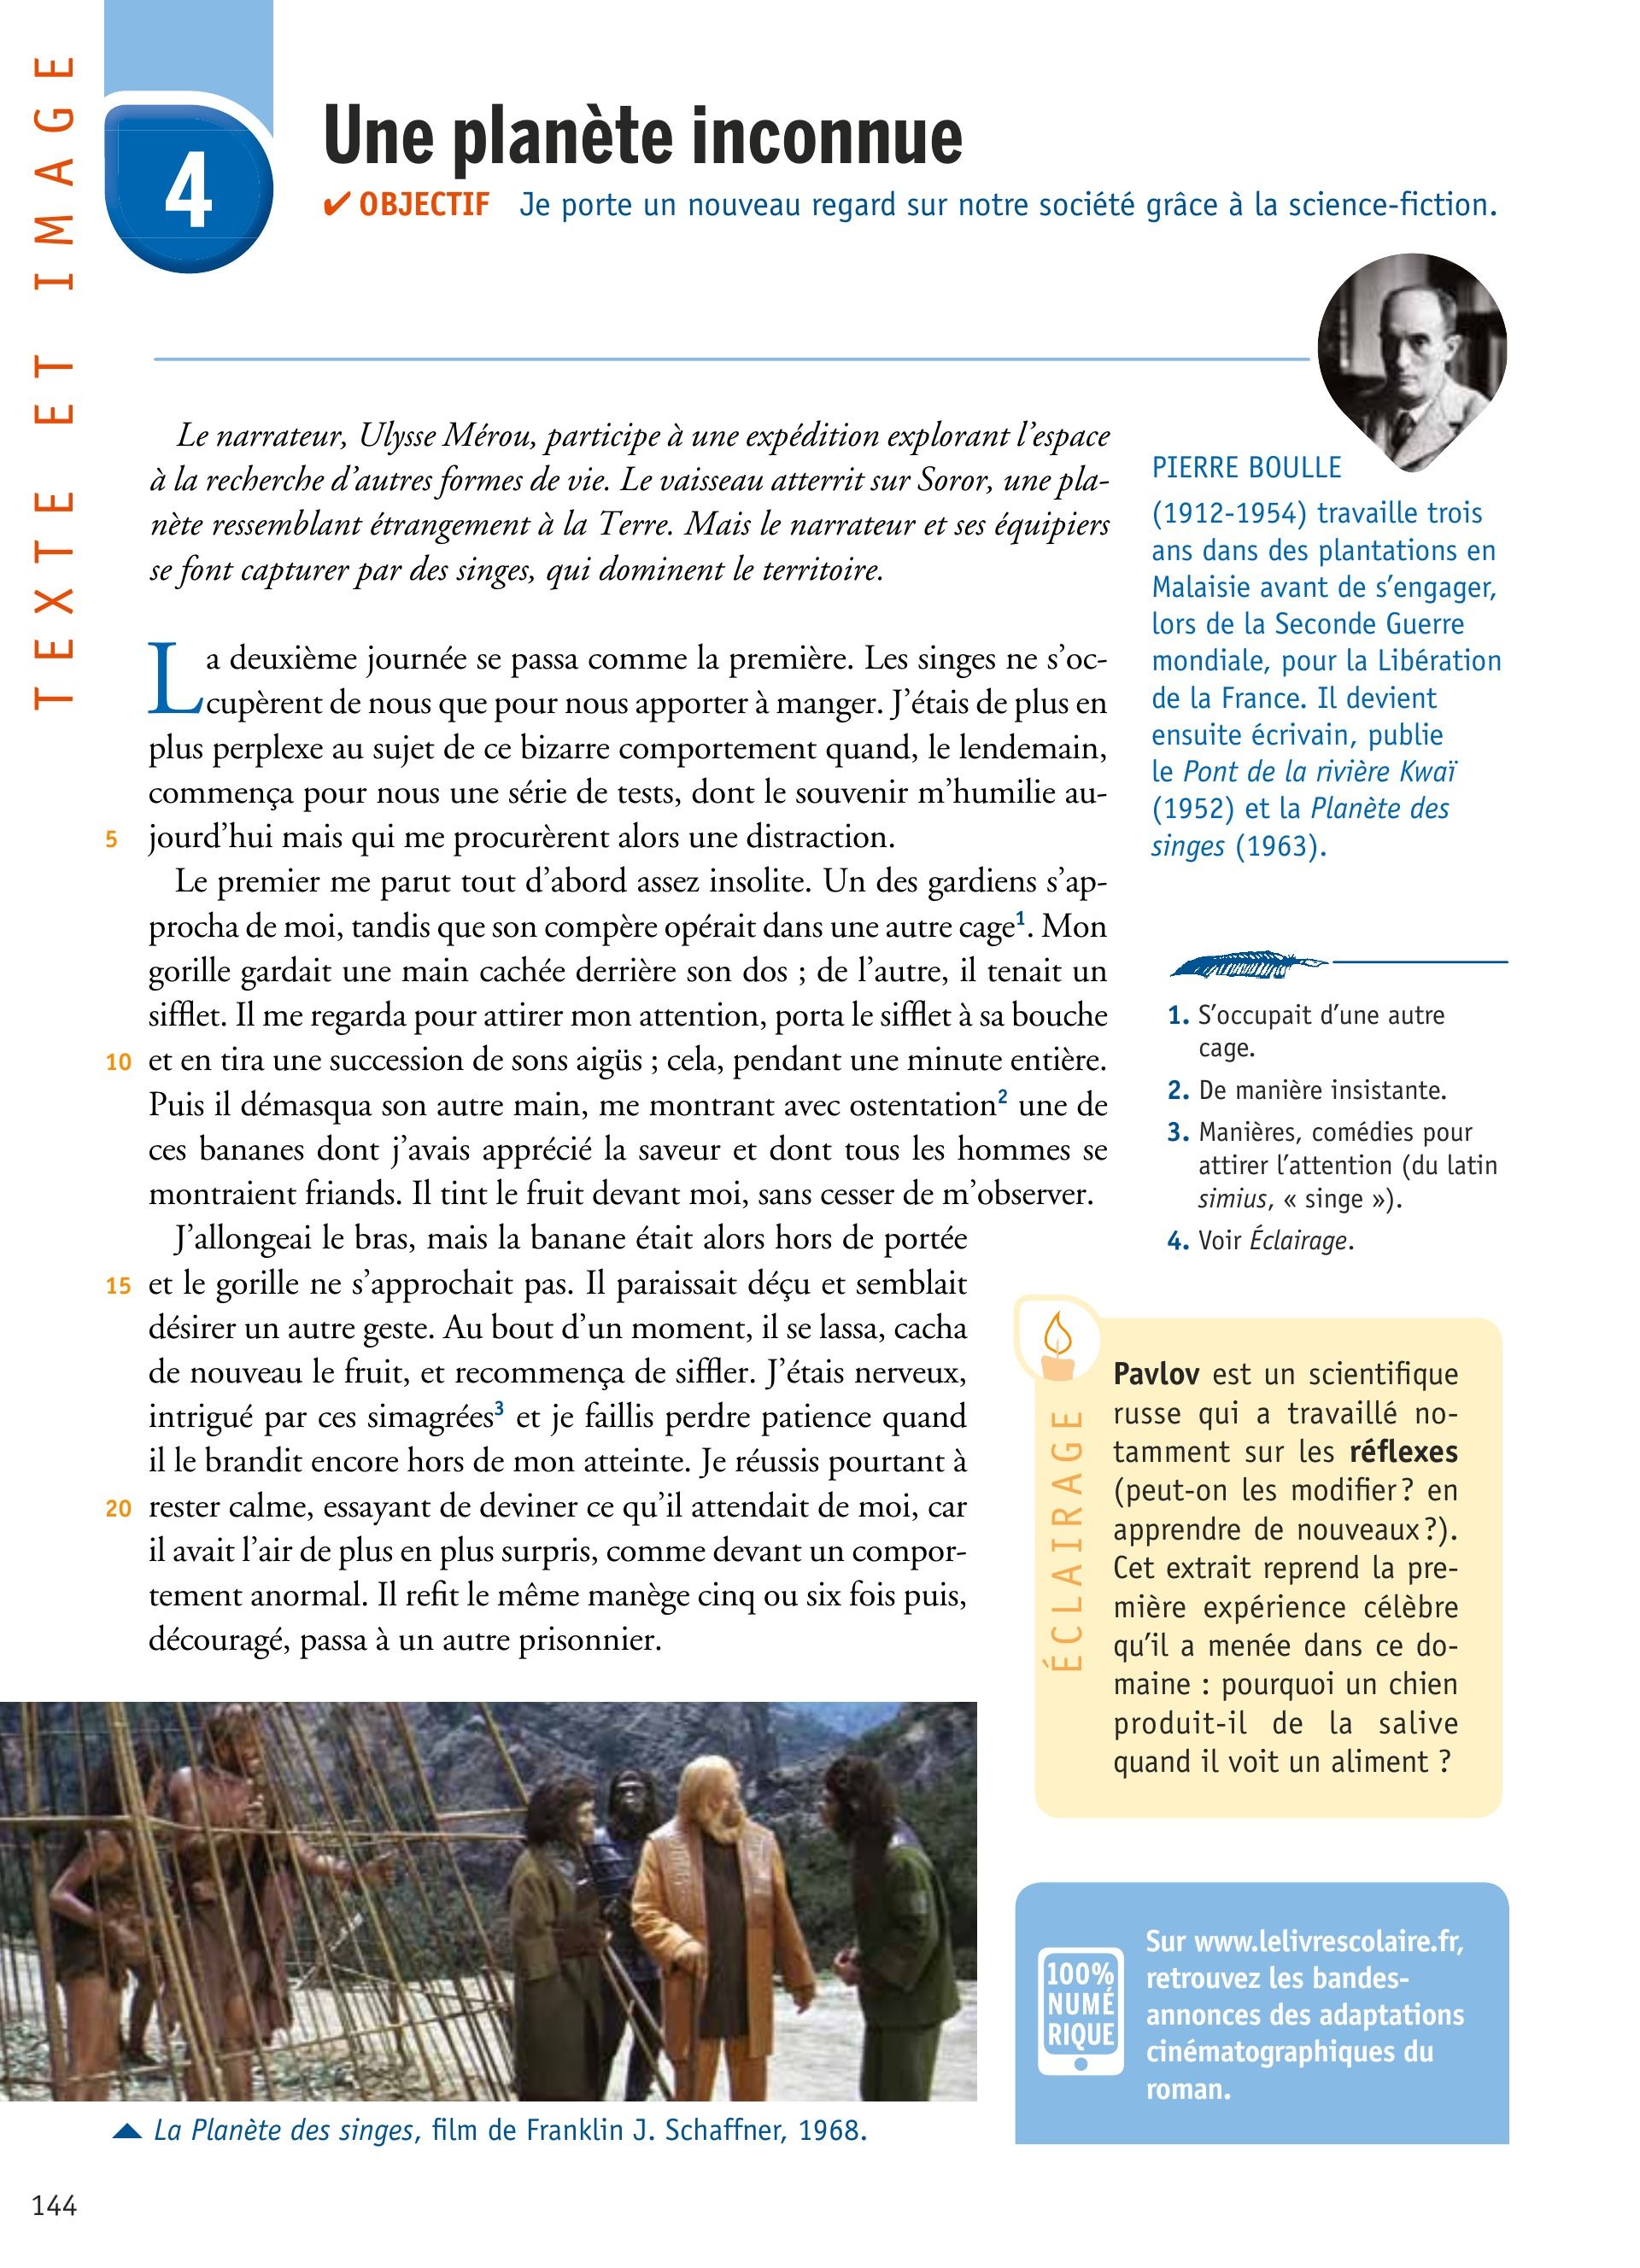 TEXTE ET IMAGE
4
Une planète inconnue
✔ OBJECTIF Je porte un nouveau regard sur notre société grâce à la science-fiction.
Le narrateur, Ulysse Mérou, participe à une expédition explorant l’espace
à la recherche d’autres formes de vie. Le vaisseau atterrit sur Soror, une pla-
nète ressemblant étrangement à la Terre. Mais le narrateur et ses équipiers
se font capturer par des singes, qui dominent le territoire.
La deuxième journée se passa comme la première. Les singes ne s’oc-
cupèrent de nous que pour nous apporter à manger. J’étais de plus en
plus perplexe au sujet de ce bizarre comportement quand, le lendemain,
commença pour nous une série de tests, dont le souvenir m’humilie au-
5 jourd’hui mais qui me procurèrent alors une distraction.
Le premier me parut tout d’abord assez insolite. Un des gardiens s’ap-
procha de moi, tandis que son compère opérait dans une autre cage1. Mon
gorille gardait une main cachée derrière son dos ; de l’autre, il tenait un
sifflet. Il me regarda pour attirer mon attention, porta le sifflet à sa bouche
10 et en tira une succession de sons aigüs ; cela, pendant une minute entière.
Puis il démasqua son autre main, me montrant avec ostentation2 une de
ces bananes dont j’avais apprécié la saveur et dont tous les hommes se
montraient friands. Il tint le fruit devant moi, sans cesser de m’observer.
J’allongeai le bras, mais la banane était alors hors de portée
15 et le gorille ne s’approchait pas. Il paraissait déçu et semblait
désirer un autre geste. Au bout d’un moment, il se lassa, cacha
de nouveau le fruit, et recommença de siffler. J’étais nerveux,
intrigué par ces simagrées3 et je faillis perdre patience quand
il le brandit encore hors de mon atteinte. Je réussis pourtant à
20 rester calme, essayant de deviner ce qu’il attendait de moi, car
il avait l’air de plus en plus surpris, comme devant un compor-
tement anormal. Il refit le même manège cinq ou six fois puis,
découragé, passa à un autre prisonnier.
PIERRE BOULLE
(1912-1954) travaille trois
ans dans des plantations en
Malaisie avant de s’engager,
lors de la Seconde Guerre
mondiale, pour la Libération
de la France. Il devient
ensuite écrivain, publie
le Pont de la rivière Kwaï
(1952) et la Planète des
singes (1963).
1. S’occupait d’une autre
cage.
2. De manière insistante.
3. Manières, comédies pour
attirer l’attention (du latin
simius, « singe »).
4. Voir Éclairage.
ÉCLAIRAGE
Pavlov est un scientifique
russe qui a travaillé no-
tamment sur les réflexes
(peut-on les modifier ? en
apprendre de nouveaux ?).
Cet extrait reprend la pre-
mière expérience célèbre
qu’il a menée dans ce do-
maine : pourquoi un chien
produit-il de la salive
quand il voit un aliment ?
100%
NUMÉ
RIQUE
Sur www.lelivrescolaire.fr,
retrouvez les bandes-
annonces des adaptations
cinématographiques du
roman.
La Planète des singes, film de Franklin J. Schaffner, 1968.
144